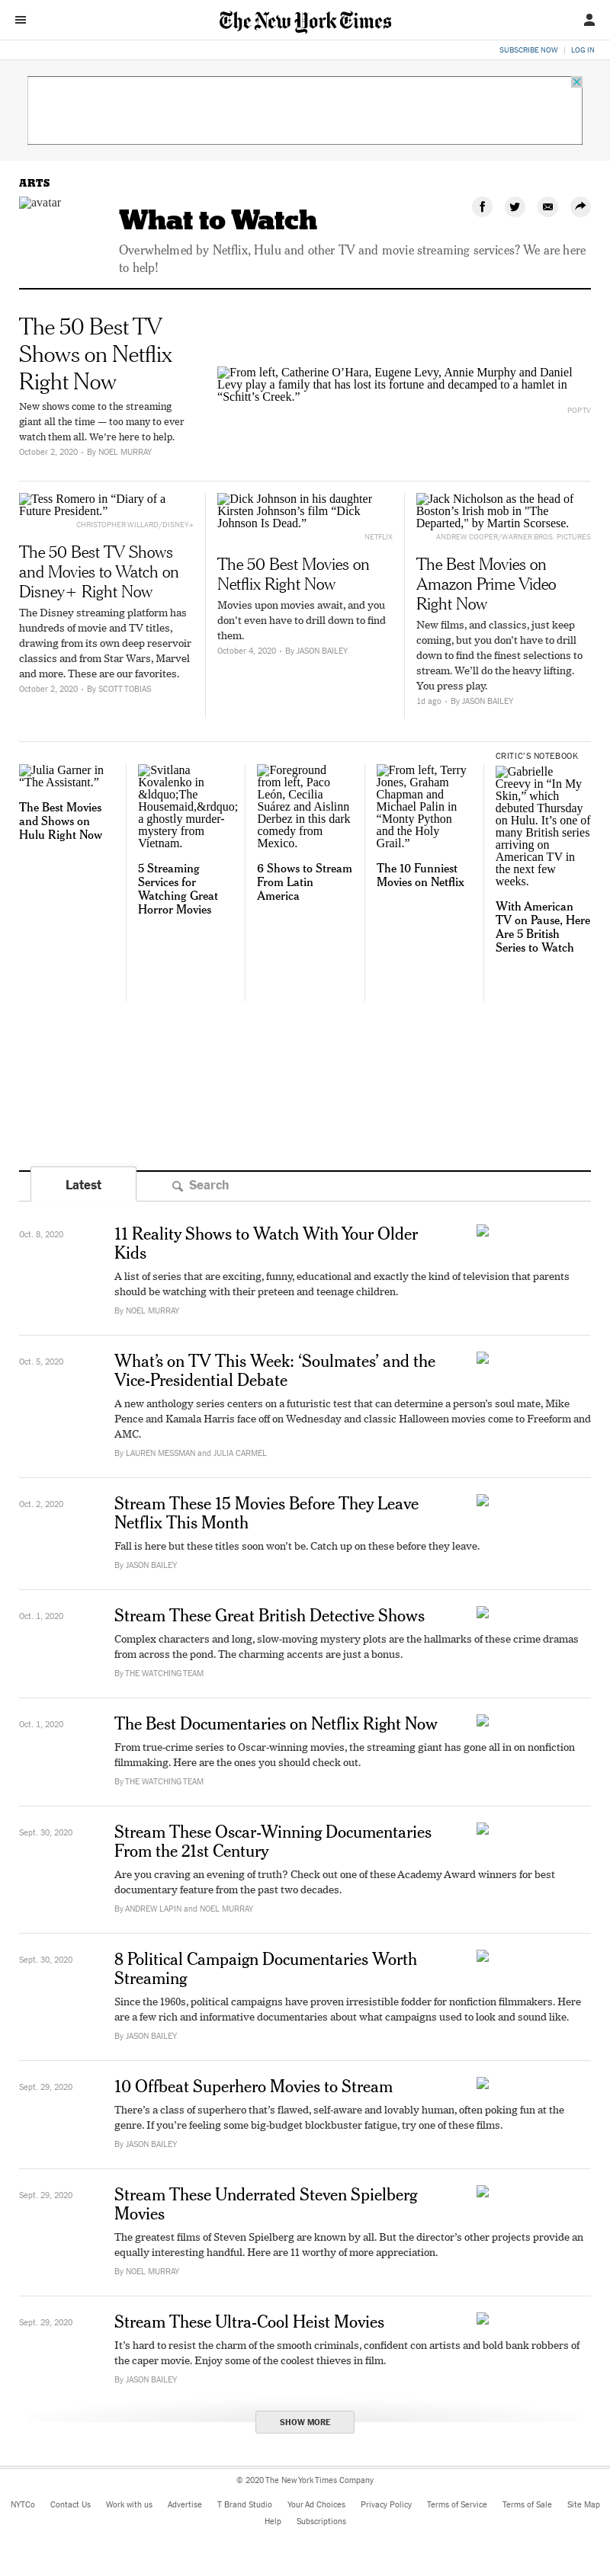 The New York Times
SUBSCRIBE NOW | LOG IN
ARTS
avatar
What to Watch
Overwhelmed by Netflix, Hulu and other TV and movie streaming services? We are here
to help!
The 50 Best TV
Shows on Netflix
Right Now
New shows come to the streaming
giant all the time — too many to ever
watch them all. We’re here to help.
October 2, 2020 • By NOEL MURRAY
From left, Catherine O’Hara, Eugene Levy, Annie Murphy and Daniel
Levy play a family that has lost its fortune and decamped to a hamlet in
“Schitt’s Creek.”
POP TV
Tess Romero in “Diary of a
Future President.”
CHRISTOPHER WILLARD/DISNEY+
The 50 Best TV Shows
and Movies to Watch on
Disney+ Right Now
The Disney streaming platform has
hundreds of movie and TV titles,
drawing from its own deep reservoir
classics and from Star Wars, Marvel
and more. These are our favorites.
October 2, 2020 • By SCOTT TOBIAS
Dick Johnson in his daughter
Kirsten Johnson’s film “Dick
Johnson Is Dead.”
NETFLIX
The 50 Best Movies on
Netflix Right Now
Movies upon movies await, and you
don’t even have to drill down to find
them.
October 4, 2020 • By JASON BAILEY
Jack Nicholson as the head of
Boston’s Irish mob in "The
Departed," by Martin Scorsese.
ANDREW COOPER/WARNER BROS. PICTURES
The Best Movies on
Amazon Prime Video
Right Now
New films, and classics, just keep
coming, but you don’t have to drill
down to find the finest selections to
stream. We’ll do the heavy lifting.
You press play.
1d ago • By JASON BAILEY
Julia Garner in
“The Assistant.”
The Best Movies
and Shows on
Hulu Right Now
Svitlana
Kovalenko in
&ldquo;The
Housemaid,&rdquo;
a ghostly murder-
mystery from
Vietnam.
5 Streaming
Services for
Watching Great
Horror Movies
Foreground
from left, Paco
León, Cecilia
Suárez and Aislinn
Derbez in this dark
comedy from
Mexico.
6 Shows to Stream
From Latin
America
From left, Terry
Jones, Graham
Chapman and
Michael Palin in
“Monty Python
and the Holy
Grail.”
The 10 Funniest
Movies on Netflix
CRITIC’S NOTEBOOK
Gabrielle
Creevy in “In My
Skin,” which
debuted Thursday
on Hulu. It’s one of
many British series
arriving on
American TV in
the next few
weeks.
With American
TV on Pause, Here
Are 5 British
Series to Watch
Latest
Search
Oct. 8, 2020
11 Reality Shows to Watch With Your Older
Kids
A list of series that are exciting, funny, educational and exactly the kind of television that parents
should be watching with their preteen and teenage children.
By NOEL MURRAY
Oct. 5, 2020
What’s on TV This Week: ‘Soulmates’ and the
Vice-Presidential Debate
A new anthology series centers on a futuristic test that can determine a person’s soul mate, Mike
Pence and Kamala Harris face off on Wednesday and classic Halloween movies come to Freeform and
AMC.
By LAUREN MESSMAN and JULIA CARMEL
Oct. 2, 2020
Stream These 15 Movies Before They Leave
Netflix This Month
Fall is here but these titles soon won’t be. Catch up on these before they leave.
By JASON BAILEY
Oct. 1, 2020
Stream These Great British Detective Shows
Complex characters and long, slow-moving mystery plots are the hallmarks of these crime dramas
from across the pond. The charming accents are just a bonus.
By THE WATCHING TEAM
Oct. 1, 2020
The Best Documentaries on Netflix Right Now
From true-crime series to Oscar-winning movies, the streaming giant has gone all in on nonfiction
filmmaking. Here are the ones you should check out.
By THE WATCHING TEAM
Sept. 30, 2020
Stream These Oscar-Winning Documentaries
From the 21st Century
Are you craving an evening of truth? Check out one of these Academy Award winners for best
documentary feature from the past two decades.
By ANDREW LAPIN and NOEL MURRAY
Sept. 30, 2020
8 Political Campaign Documentaries Worth
Streaming
Since the 1960s, political campaigns have proven irresistible fodder for nonfiction filmmakers. Here
are a few rich and informative documentaries about what campaigns used to look and sound like.
By JASON BAILEY
Sept. 29, 2020
10 Offbeat Superhero Movies to Stream
There’s a class of superhero that’s flawed, self-aware and lovably human, often poking fun at the
genre. If you’re feeling some big-budget blockbuster fatigue, try one of these films.
By JASON BAILEY
Sept. 29, 2020
Stream These Underrated Steven Spielberg
Movies
The greatest films of Steven Spielberg are known by all. But the director’s other projects provide an
equally interesting handful. Here are 11 worthy of more appreciation.
By NOEL MURRAY
Sept. 29, 2020
Stream These Ultra-Cool Heist Movies
It’s hard to resist the charm of the smooth criminals, confident con artists and bold bank robbers of
the caper movie. Enjoy some of the coolest thieves in film.
By JASON BAILEY
SHOW MORE
© 2020 The New York Times Company
NYTCo Contact Us Work with us Advertise T Brand Studio Your Ad Choices Privacy Policy Terms of Service Terms of Sale Site Map
Help Subscriptions